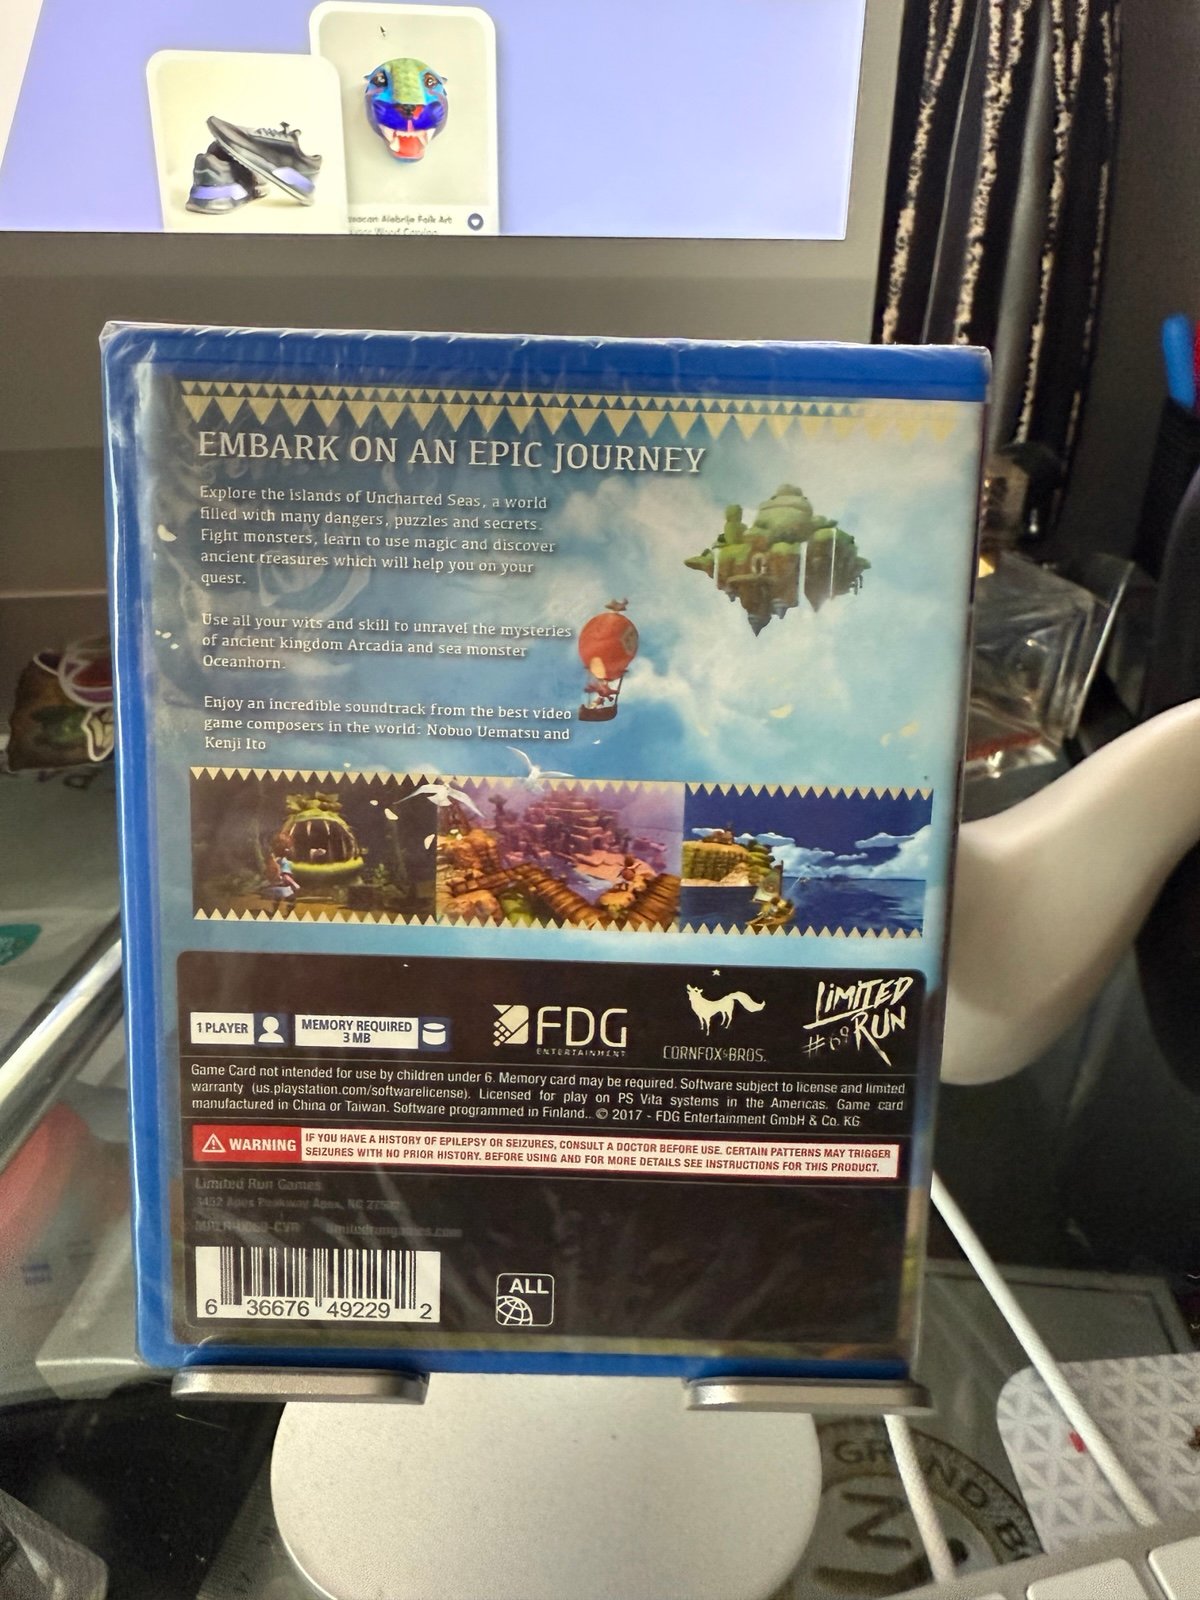 Alebrije Folk Art
EMBARK ON AN EPIC JOURNEY
Explore the islands of Uncharted Seas, a world
filled with many dangers, puzzles and secrets.
Fight monsters, learn to use magic and discover
ancient treasures which will help you on your
quest.
Use all your wits and skill to unravel the mysteries
of ancient kingdom Arcadia and sea monster
Oceanhorn.
Enjoy an incredible soundtrack from the best video
game composers in the world: Nobuo Uematsu and
Kenji Ito
1 PLAYER
MEMORY REQUIRED
3 MB
FDG
ENTERTAINMENT
CORNFOX&BROS.
LIMITED
RUN
#69
Game Card not intended for use by children under 6. Memory card may be required. Software subject to license and limited
warranty (us.playstation.com/softwarelicense). Licensed for play on PS Vita systems in the Americas. Game card
manufactured in China or Taiwan. Software programmed in Finland.. © 2017 - FDG Entertainment GmbH & Co. KG
WARNING
IF YOU HAVE A HISTORY OF EPILEPSY OR SEIZURES, CONSULT A DOCTOR BEFORE USE. CERTAIN PATTERNS MAY TRIGGER
SEIZURES WITH NO PRIOR HISTORY. BEFORE USING AND FOR MORE DETAILS SEE INSTRUCTIONS FOR THIS PRODUCT.
Limited Run Games
limitedrungames.com
6 36676 49229 2
ALL